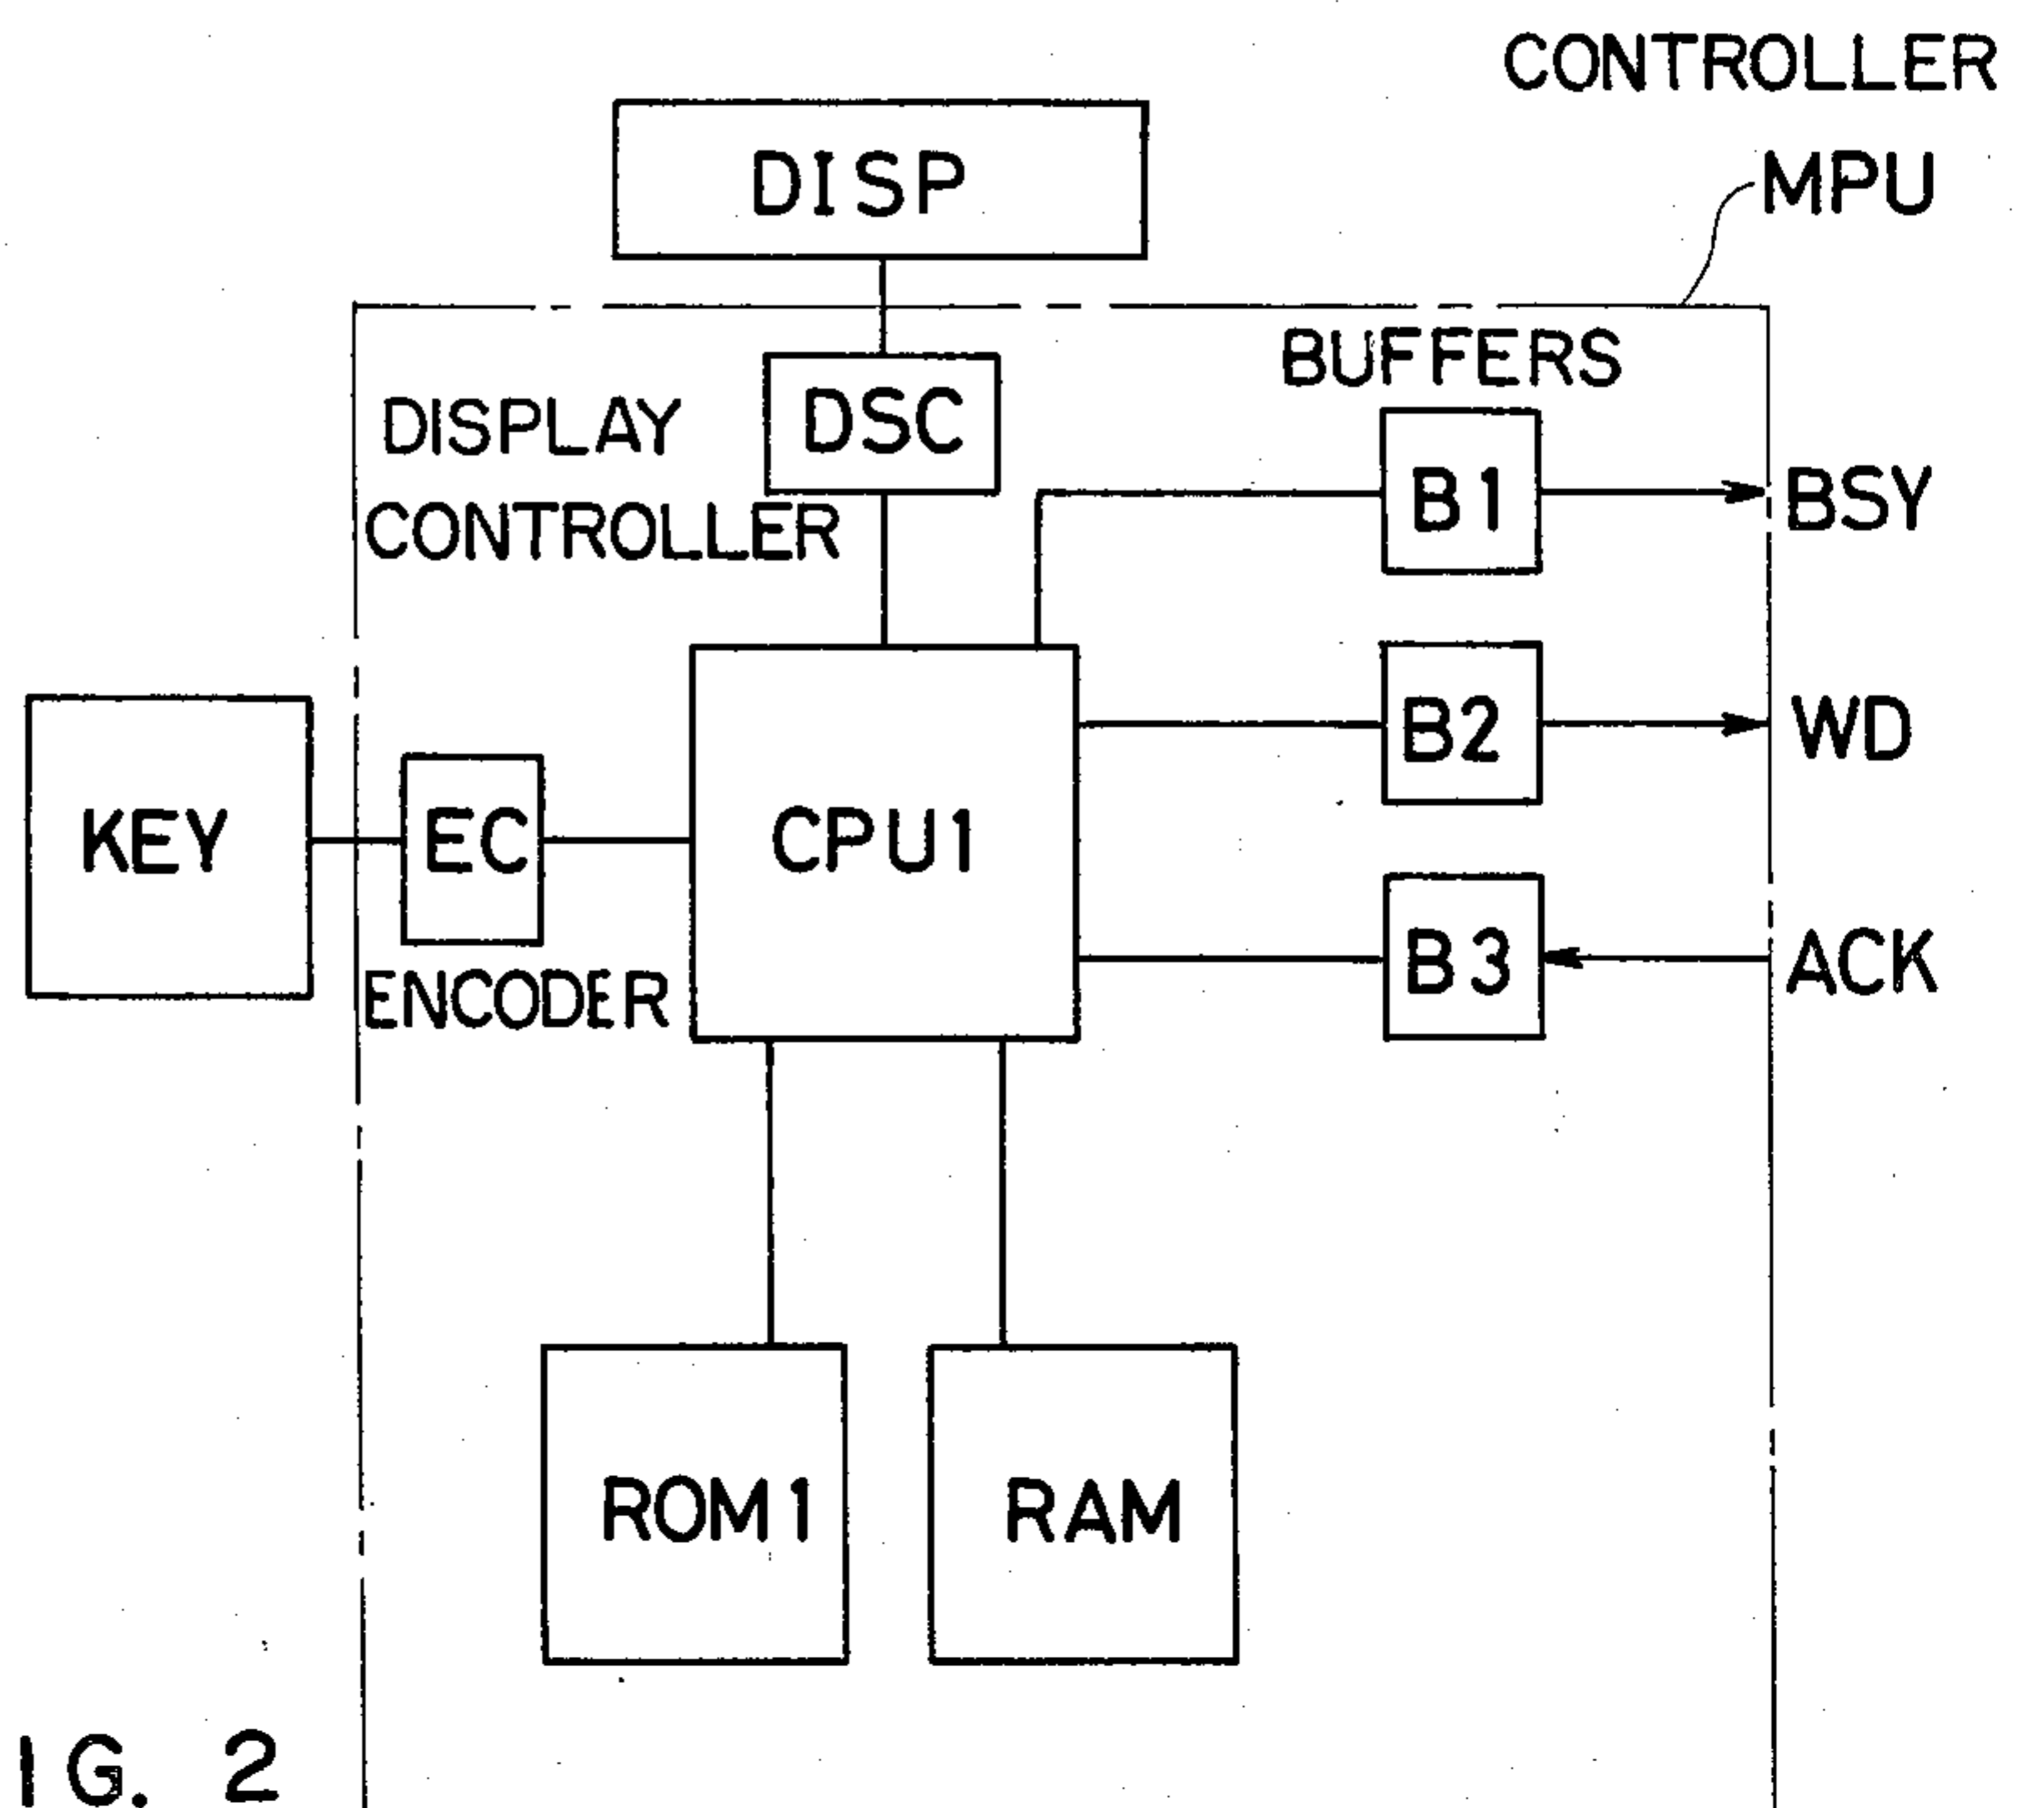 CONTROLLER
MPU
DISP
BUFFERS
DISPLAY
CONTROLLER
DSC
B1
BSY
B2
WD
KEY
EC
CPU1
B3
ACK
ENCODER
ROM1
RAM
IG. 2